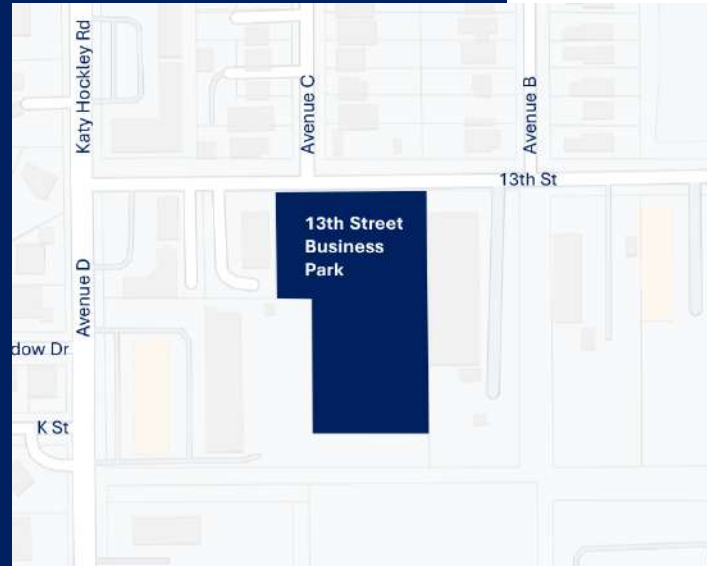 Katy Hockley Rd
Avenue C
Avenue B
13th St
13th Street
Business
Park
Avenue D
dow Dr
K St